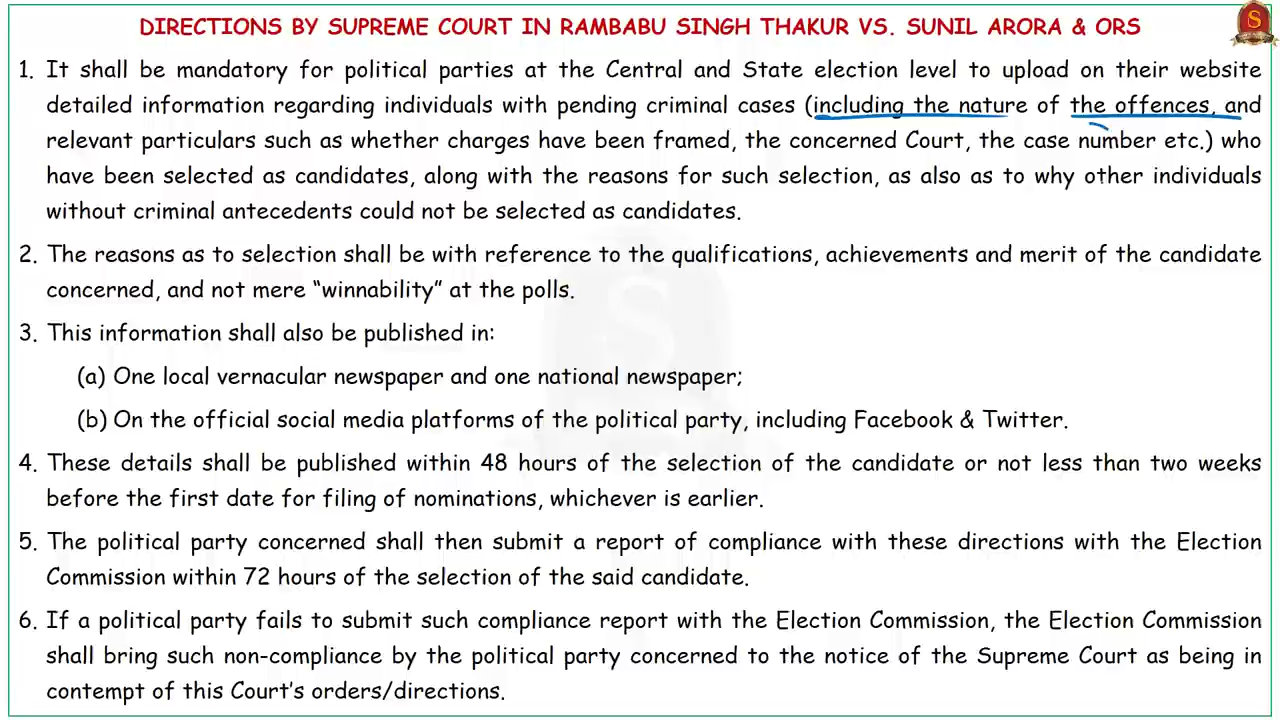 DIRECTIONS BY SUPREME COURT IN RAMBABU SINGH THAKUR VS. SUNIL ARORA & ORS
S
1. It shall be mandatory for political parties at the Central and State election level to upload on their website
detailed information regarding individuals with pending criminal cases (including the nature of the offences, and
relevant particulars such as whether charges have been framed, the concerned Court, the case number etc.) who
have been selected as candidates, along with the reasons for such selection, as also as to why other individuals
without criminal antecedents could not be selected as candidates.
2. The reasons as to selection shall be with reference to the qualifications, achievements and merit of the candidate
concerned, and not mere “winnability” at the polls.
3. This information shall also be published in:
(a) One local vernacular newspaper and one national newspaper;
(b) On the official social media platforms of the political party, including Facebook & Twitter.
4. These details shall be published within 48 hours of the selection of the candidate or not less than two weeks
before the first date for filing of nominations, whichever is earlier.
5. The political party concerned shall then submit a report of compliance with these directions with the Election
Commission within 72 hours of the selection of the said candidate.
6. If a political party fails to submit such compliance report with the Election Commission, the Election Commission
shall bring such non-compliance by the political party concerned to the notice of the Supreme Court as being in
contempt of this Court’s orders/directions.